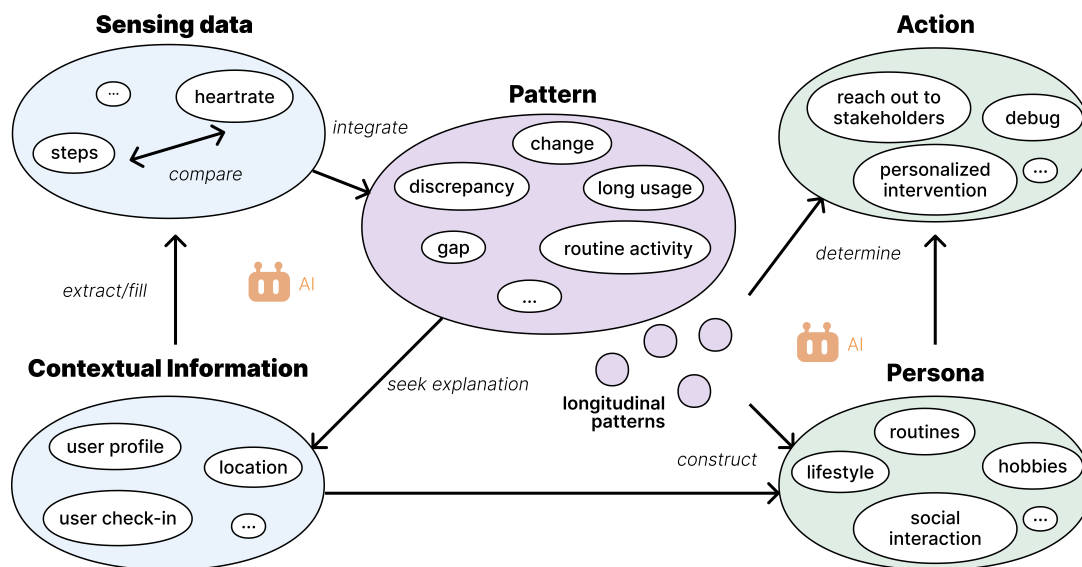 Sensing data
...
heartrate
steps
compare
integrate
Pattern
change
discrepancy
long usage
gap
routine activity
...
Action
reach out to
stakeholders
debug
personalized
intervention
...
extract/fill
AI
determine
AI
Contextual Information
user profile
location
user check-in
...
seek explanation
longitudinal
patterns
construct
Persona
routines
lifestyle
hobbies
social
interaction
...